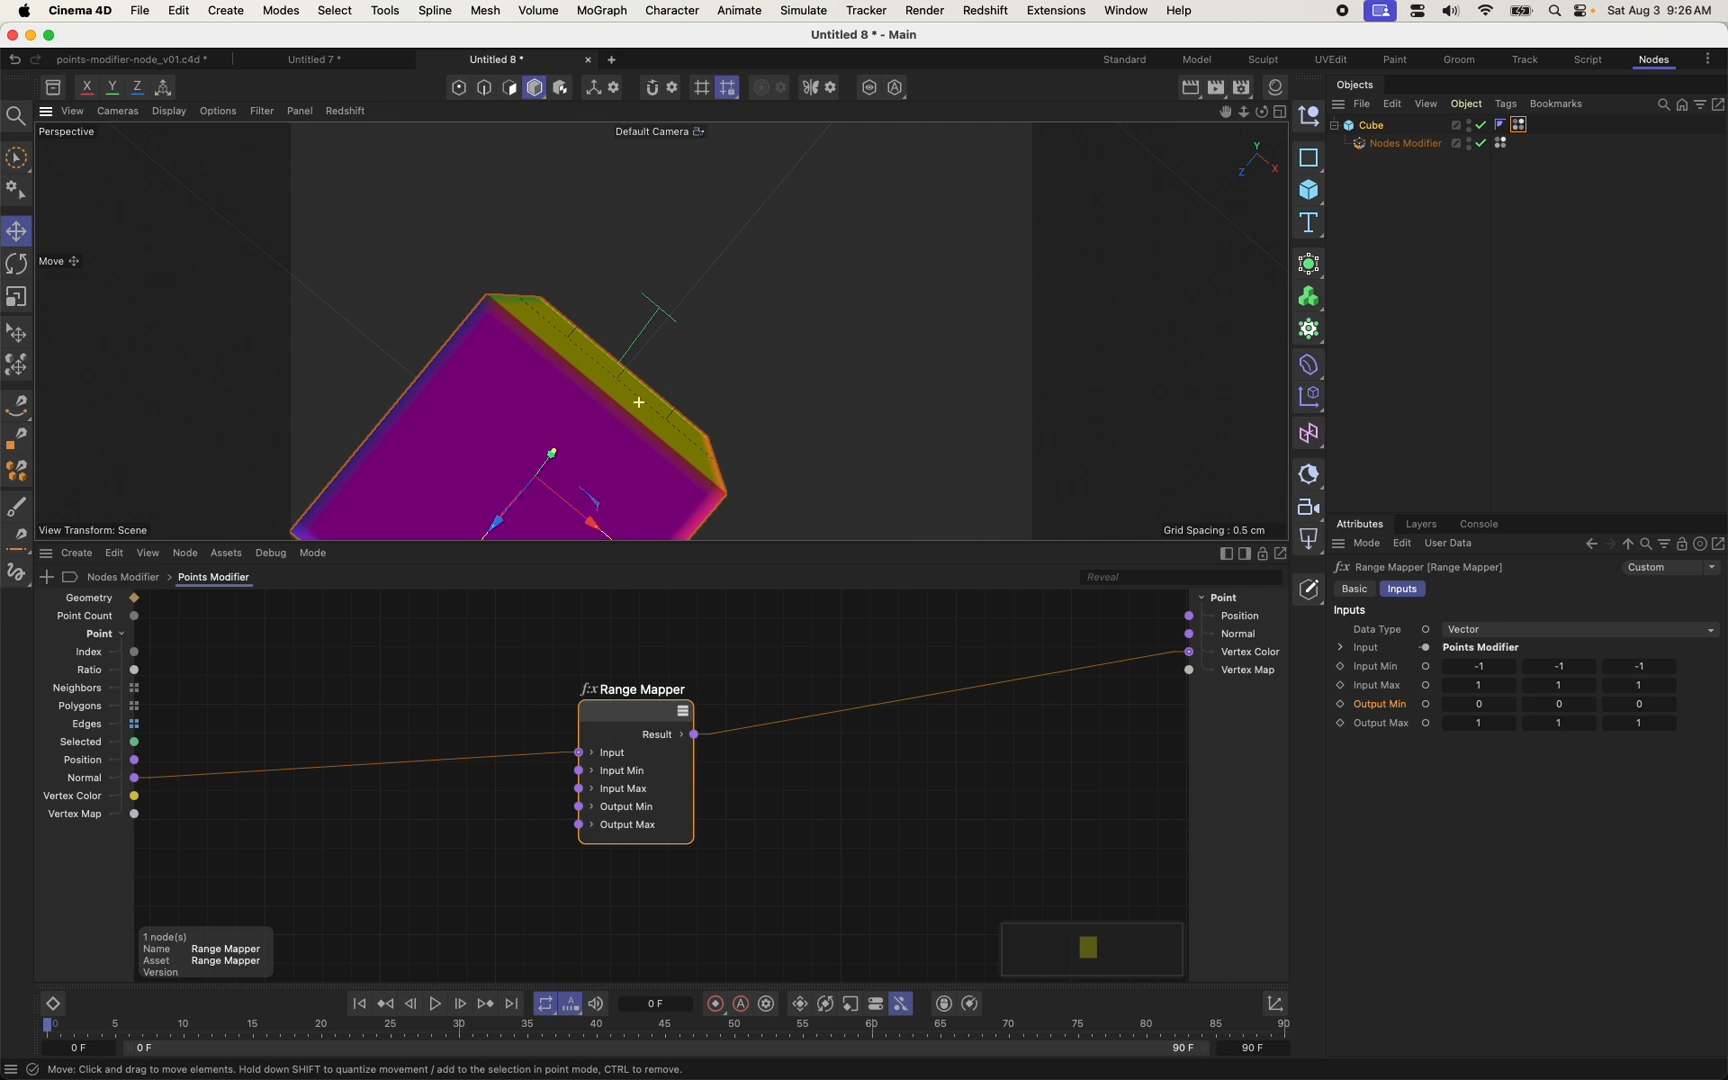 Cinema 4D File Edit Create Modes Select Tools Spline Mesh Volume MoGraph Character Animate Simulate Tracker Render Redshift Extensions Window Help Sat Aug 3 9:26 AM
Untitled 8 * - Main
points-modifier-node_v01.c4d * Untitled 7 * Untitled 8 * Standard Model Sculpt UVEdit Paint Groom Track Script Nodes
X Y Z Objects
View Cameras Display Options Filter Panel Redshift File Edit View Object Tags Bookmarks
Perspective Default Camera Cube
Nodes Modifier
Y
Z X
Move
View Transform: Scene Grid Spacing : 0.5 cm
Attributes Layers Console
Mode Edit User Data
Create Edit View Node Assets Debug Mode
f:x Range Mapper [Range Mapper] Custom
Nodes Modifier > Points Modifier Reveal
Basic Inputs
Inputs
Data Type Vector
Input Points Modifier
Input Min -1 -1 -1
Input Max 1 1 1
Output Min 0 0 0
Output Max 1 1 1
Geometry
Point Count
Point
Index
Ratio
Neighbors
Polygons
Edges
Selected
Position
Normal
Vertex Color
Vertex Map
f:x Range Mapper
Result
Input
Input Min
Input Max
Output Min
Output Max
Point
Position
Normal
Vertex Color
Vertex Map
1 node(s)
Name Range Mapper
Asset Range Mapper
Version
0 F
0 5 10 15 20 25 30 35 40 45 50 55 60 65 70 75 80 85 90
0 F 0 F 90 F 90 F
Move: Click and drag to move elements. Hold down SHIFT to quantize movement / add to the selection in point mode, CTRL to remove.